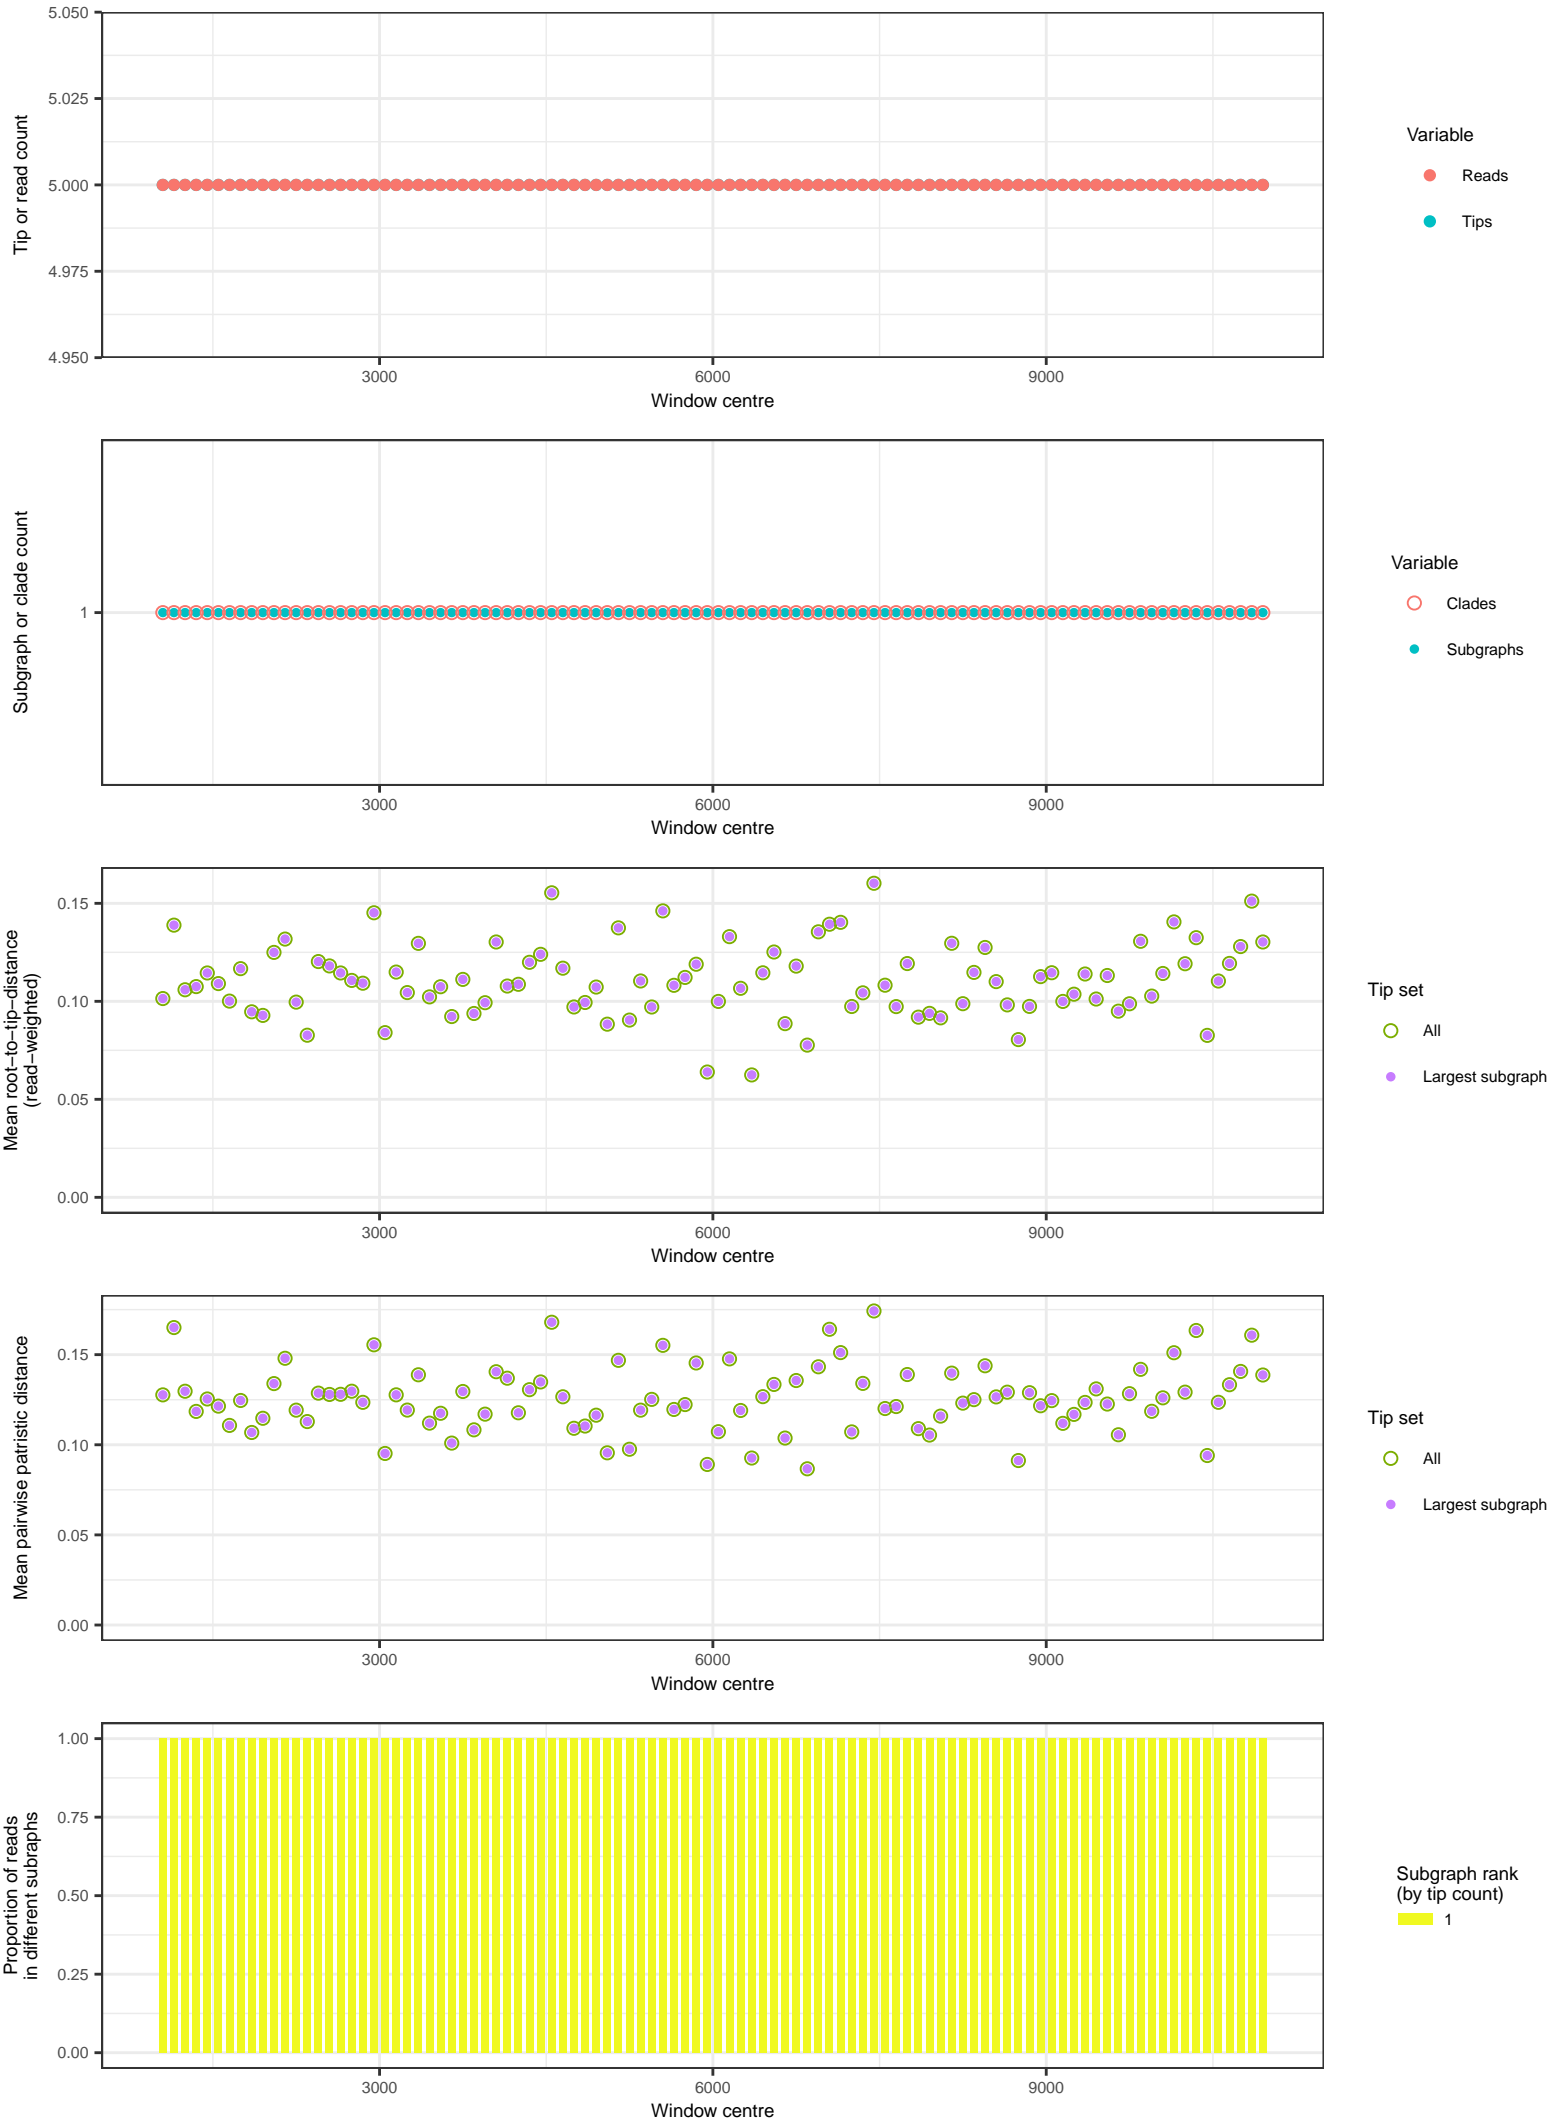 5.050
5.025
5.000
4.975
4.950
Tip or read count
3000 6000 9000
Window centre
Variable
Reads
Tips
1
Subgraph or clade count
3000 6000 9000
Window centre
Variable
Clades
Subgraphs
0.15
0.10
0.05
0.00
Mean root−to−tip−distance
(read−weighted)
3000 6000 9000
Window centre
Tip set
All
Largest subgraph
0.15
0.10
0.05
0.00
Mean pairwise patristic distance
3000 6000 9000
Window centre
Tip set
All
Largest subgraph
1.00
0.75
0.50
0.25
0.00
Proportion of reads
in different subraphs
3000 6000 9000
Window centre
Subgraph rank
(by tip count)
1